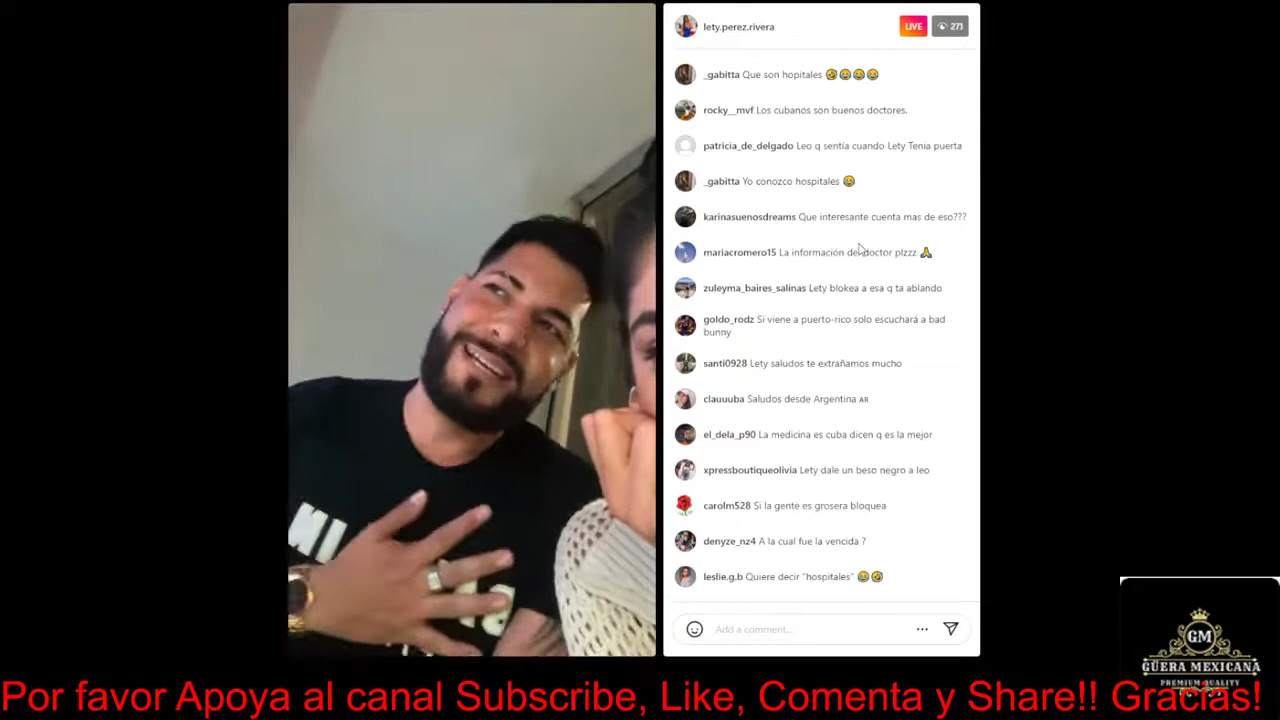 lety.perez.rivera
LIVE
271
_gabitta Que son hopitales 🤣😂😂😂
rocky__mvf Los cubanos son buenos doctores.
patricia_de_delgado Leo q sentía cuando Lety Tenia puerta
_gabitta Yo conozco hospitales 😂
karinasuenosdreams Que interesante cuenta mas de eso???
mariacromero15 La información de doctor plzzz 🙏
zuleyma_baires_salinas Lety blokea a esa q ta ablando
goldo_rodz Si viene a puerto-rico solo escuchará a bad
bunny
santi0928 Lety saludos te extrañamos mucho
clauuuba Saludos desde Argentina AR
el_dela_p90 La medicina es cuba dicen q es la mejor
xpressboutiqueolivia Lety dale un beso negro a leo
carolm528 Si la gente es grosera bloquea
denyze_nz4 A la cual fue la vencida ?
leslie.g.b Quiere decir "hospitales" 😂🤣
Add a comment...
MI
GM
GÜERA MEXICANA
PREMIUM QUALITY
Por favor Apoya al canal Subscribe, Like, Comenta y Share!! Gracias!